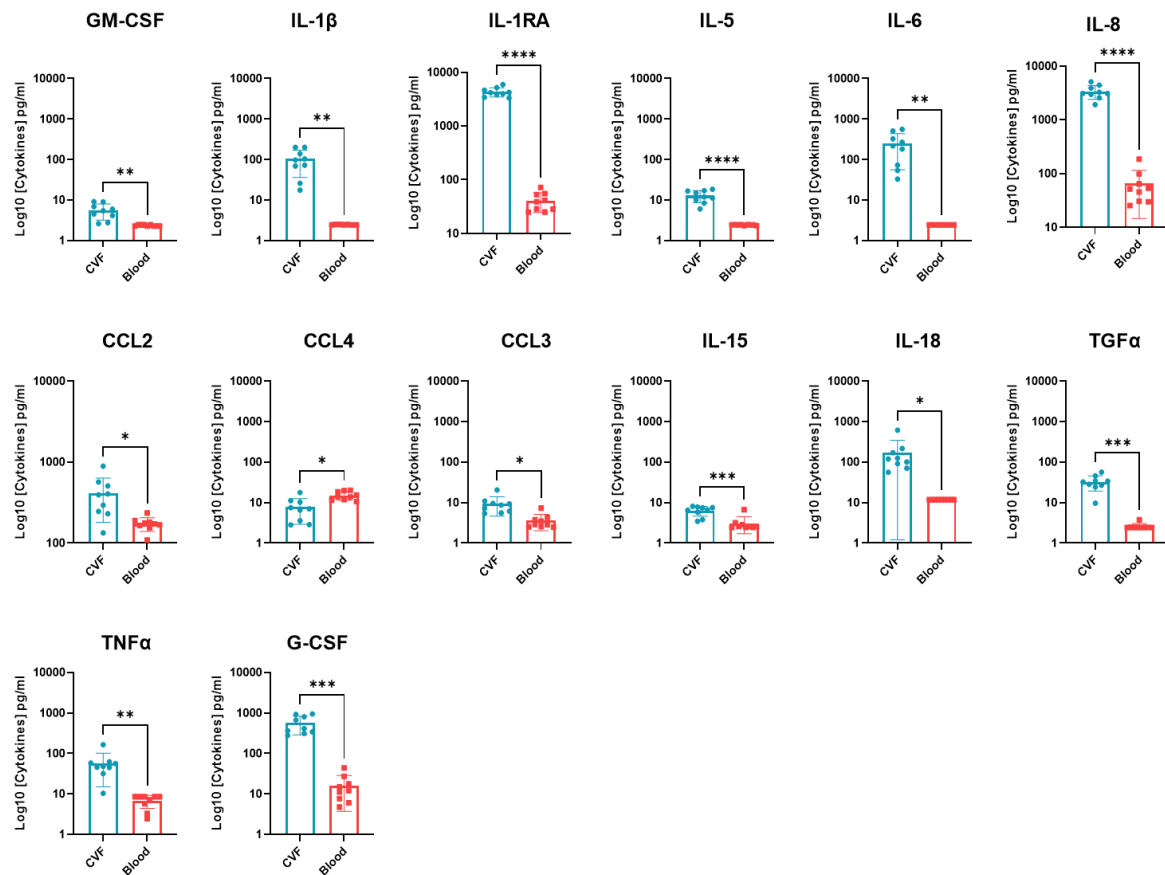 GM-CSF IL-1β IL-1RA IL-5 IL-6 IL-8
Log10 [Cytokines] pg/ml
10000
1000
100
10
1
**
CVF Blood
Log10 [Cytokines] pg/ml
10000
1000
100
10
1
**
CVF Blood
Log10 [Cytokines] pg/ml
10000
1000
100
10
****
CVF Blood
Log10 [Cytokines] pg/ml
10000
1000
100
10
1
****
CVF Blood
Log10 [Cytokines] pg/ml
10000
1000
100
10
1
**
CVF Blood
Log10 [Cytokines] pg/ml
10000
1000
100
10
****
CVF Blood
CCL2 CCL4 CCL3 IL-15 IL-18 TGFα
Log10 [Cytokines] pg/ml
10000
1000
100
*
CVF Blood
Log10 [Cytokines] pg/ml
10000
1000
100
10
1
*
CVF Blood
Log10 [Cytokines] pg/ml
10000
1000
100
10
1
*
CVF Blood
Log10 [Cytokines] pg/ml
10000
1000
100
10
1
***
CVF Blood
Log10 [Cytokines] pg/ml
10000
1000
100
10
1
*
CVF Blood
Log10 [Cytokines] pg/ml
10000
1000
100
10
1
***
CVF Blood
TNFα G-CSF
Log10 [Cytokines] pg/ml
10000
1000
100
10
1
**
CVF Blood
Log10 [Cytokines] pg/ml
10000
1000
100
10
1
***
CVF Blood